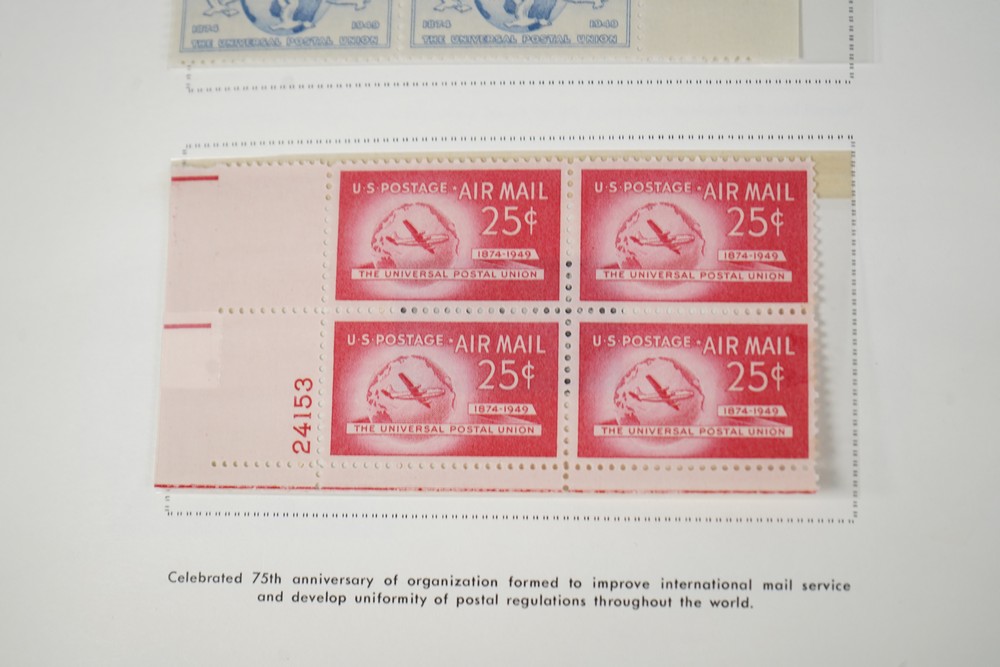 1874 1949
THE UNIVERSAL POSTAL UNION
1874 1949
THE UNIVERSAL POSTAL UNION
U·S·POSTAGE · AIR MAIL
25¢
1874-1949
THE UNIVERSAL POSTAL UNION
U·S·POSTAGE · AIR MAIL
25¢
1874-1949
THE UNIVERSAL POSTAL UNION
U·S·POSTAGE · AIR MAIL
25¢
1874-1949
THE UNIVERSAL POSTAL UNION
U·S·POSTAGE · AIR MAIL
25¢
1874-1949
THE UNIVERSAL POSTAL UNION
24153
Celebrated 75th anniversary of organization formed to improve international mail service
and develop uniformity of postal regulations throughout the world.